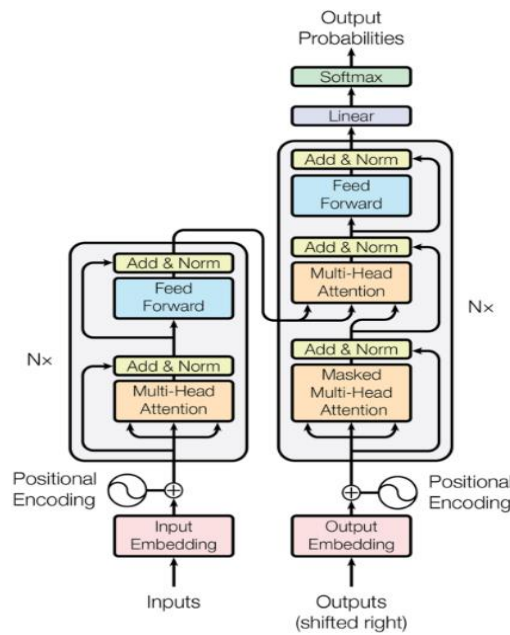 Output
Probabilities
Softmax
Linear
Add & Norm
Feed
Forward
Add & Norm
Multi-Head
Attention
Add & Norm
Masked
Multi-Head
Attention
N×
Positional
Encoding
Output
Embedding
Outputs
(shifted right)
Add & Norm
Feed
Forward
Add & Norm
Multi-Head
Attention
N×
Positional
Encoding
Input
Embedding
Inputs